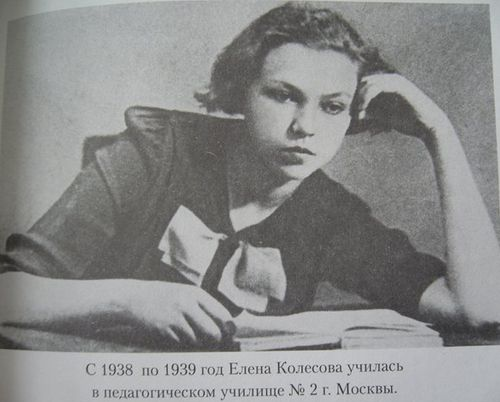 С 1938 по 1939 год Елена Колесова училась
в педагогическом училище № 2 г. Москвы.